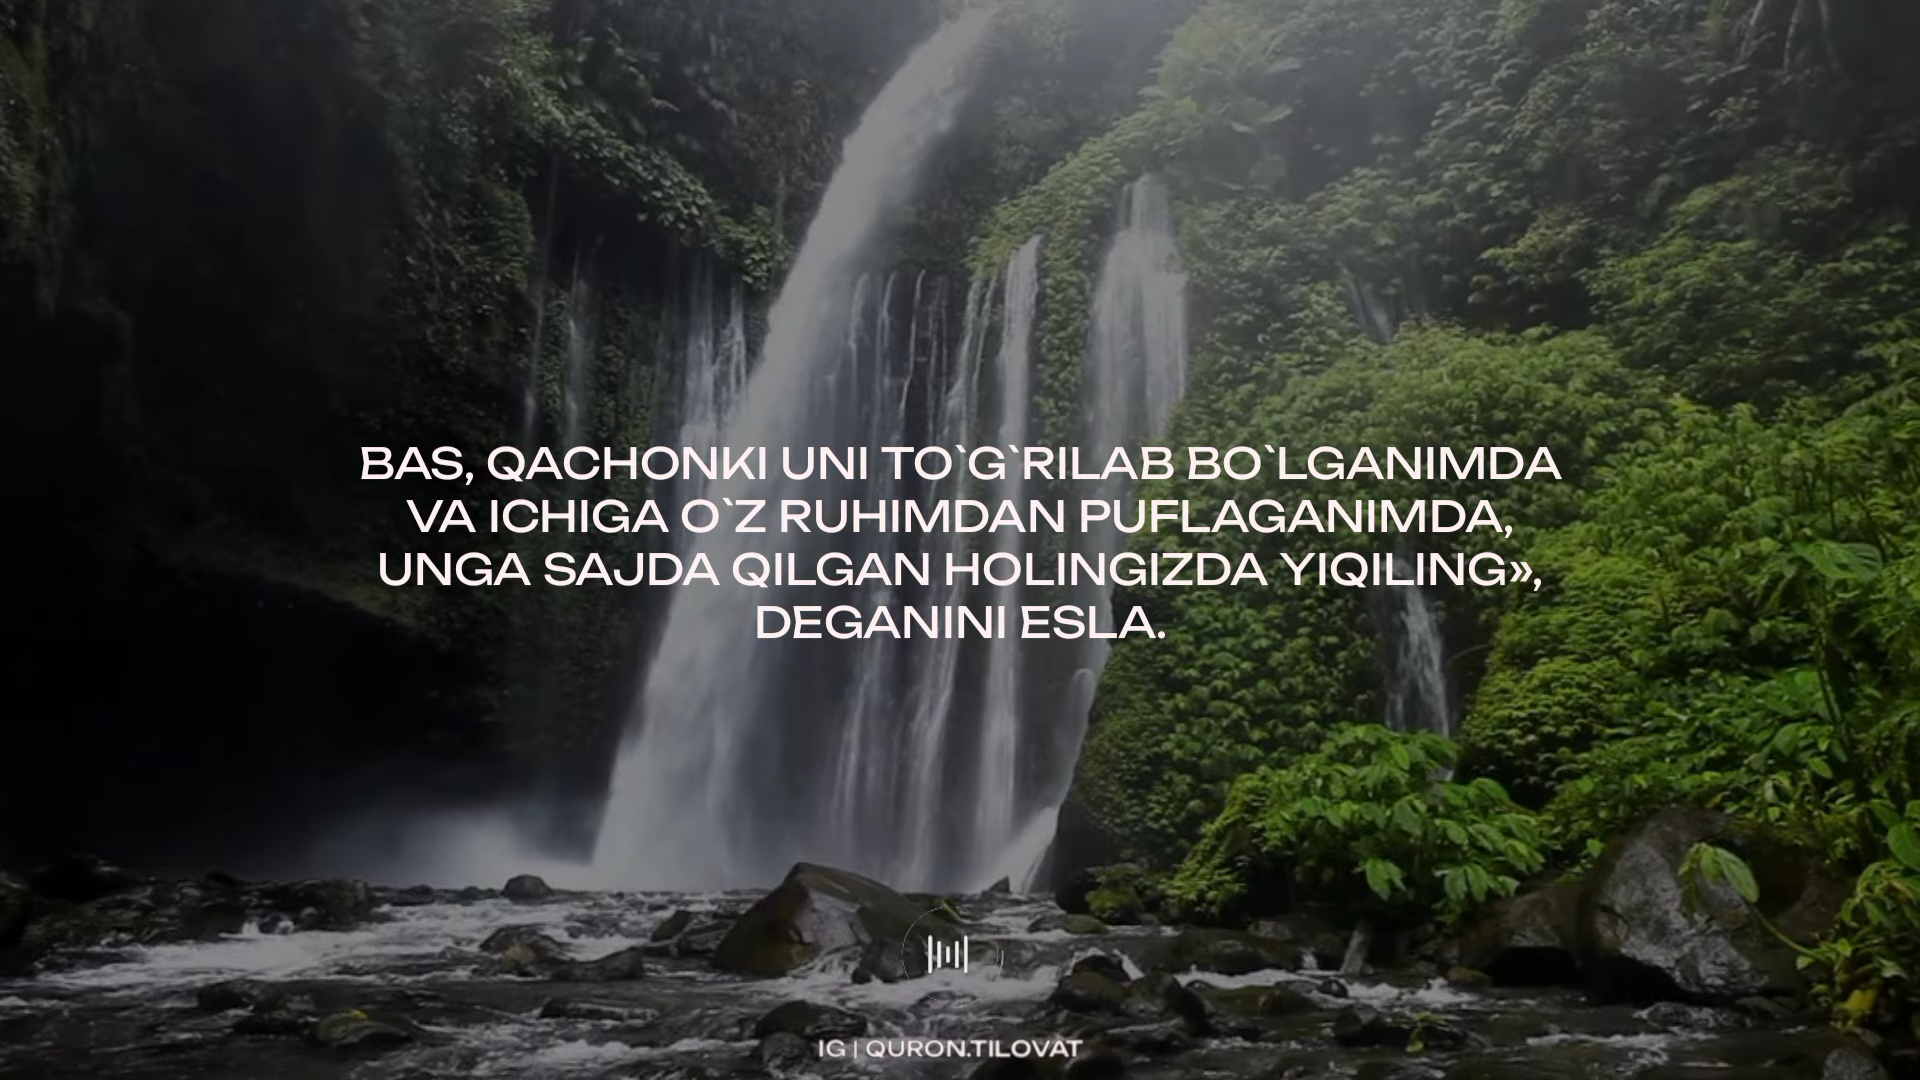 BAS, QACHONKI UNI TO`G`RILAB BO`LGANIMDA
VA ICHIGA O`Z RUHIMDAN PUFLAGANIMDA,
UNGA SAJDA QILGAN HOLINGIZDA YIQILING»,
DEGANINI ESLA.
IG | QURON.TILOVAT